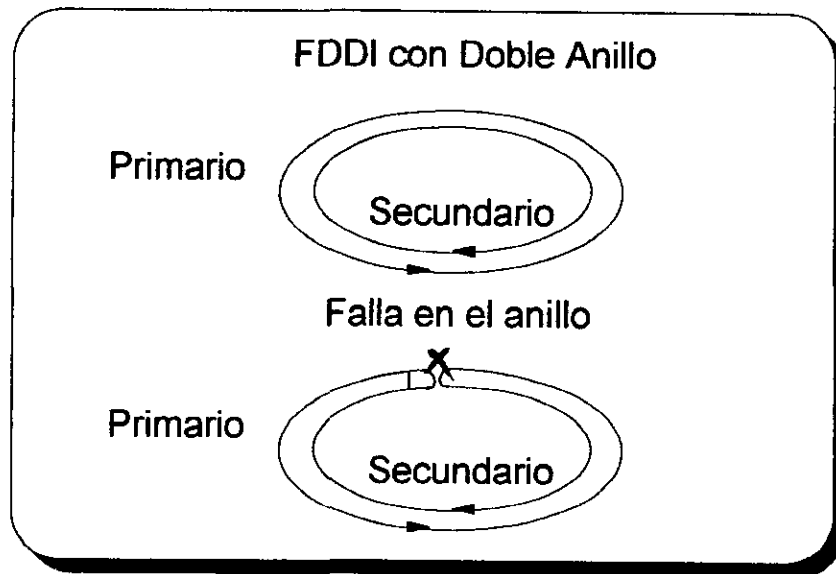 FDDI con Doble Anillo
Primario
Secundario
Falla en el anillo
Primario
Secundario